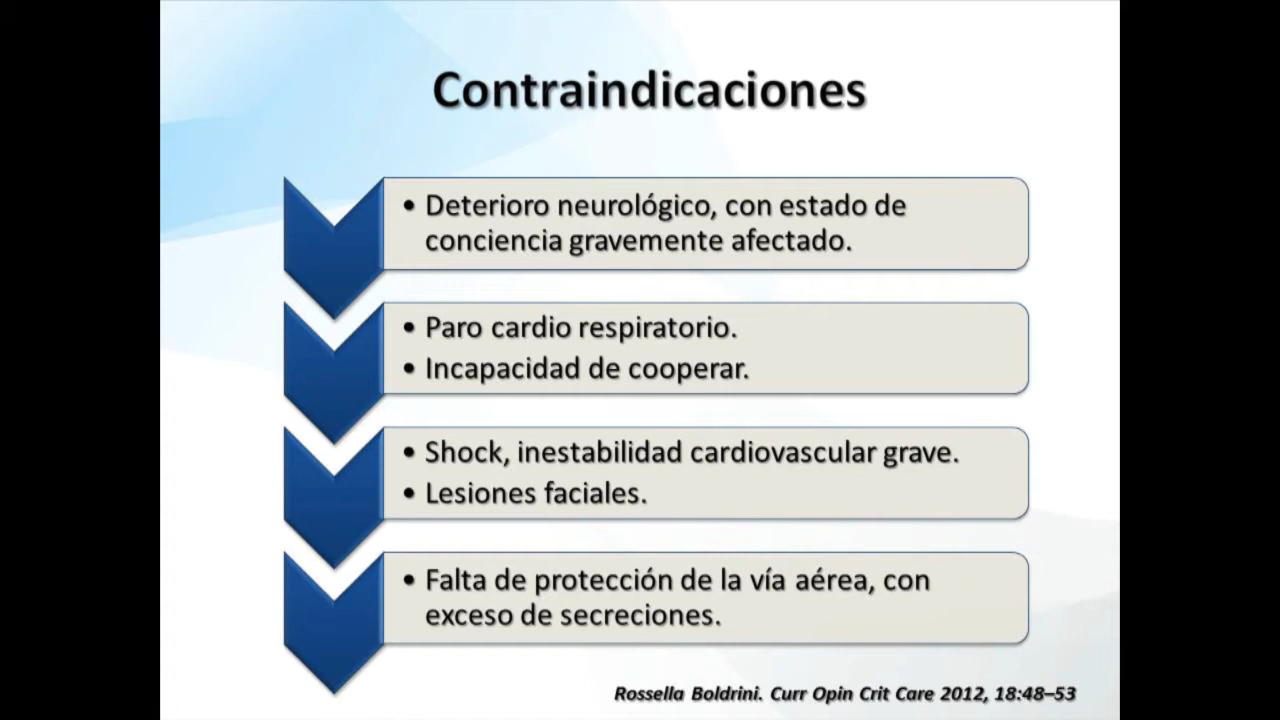 Contraindicaciones
• Deterioro neurológico, con estado de
conciencia gravemente afectado.
• Paro cardio respiratorio.
• Incapacidad de cooperar.
• Shock, inestabilidad cardiovascular grave.
• Lesiones faciales.
• Falta de protección de la vía aérea, con
exceso de secreciones.
Rossella Boldrini. Curr Opin Crit Care 2012, 18:48–53